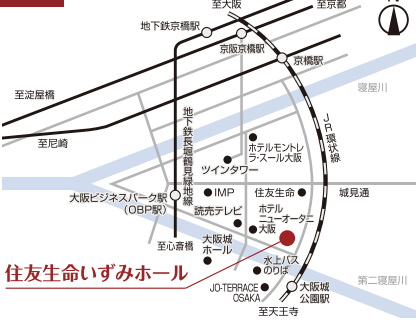 至大阪
至京都
N
地下鉄京橋駅
京阪京橋駅
京橋駅
至淀屋橋
寝屋川
至尼崎
地下鉄長堀鶴見緑地線
JR環状線
ホテルモントレ
ラ・スール大阪
ツインタワー
大阪ビジネスパーク駅
(OBP駅)
IMP
住友生命
城見通
読売テレビ
ホテル
ニューオータニ
大阪
至心斎橋
大阪城
ホール
住友生命いずみホール
水上バス
のりば
第二寝屋川
JO-TERRACE
OSAKA
大阪城
公園駅
至天王寺